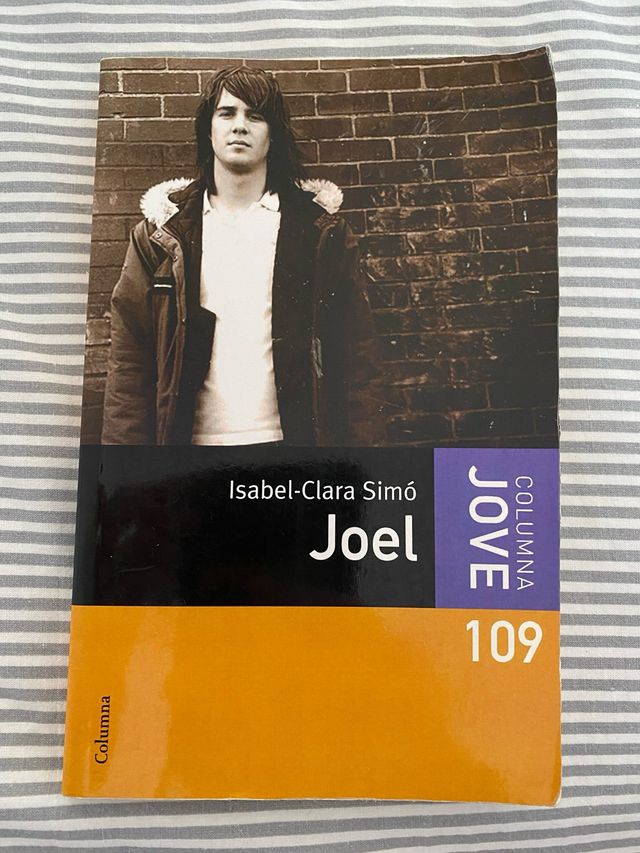 Isabel-Clara Simó
Joel
COLUMNA
JOVE
109
Columna